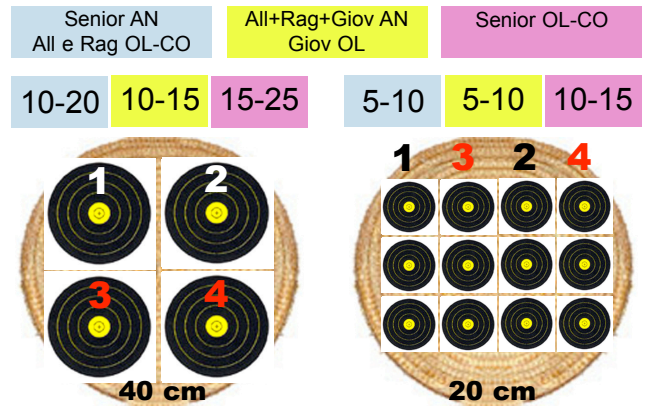 Senior AN
All e Rag OL-CO
All+Rag+Giov AN
Giov OL
Senior OL-CO
10-20 10-15 15-25
5-10 5-10 10-15
1 2
3 4
40 cm
1 3 2 4
20 cm